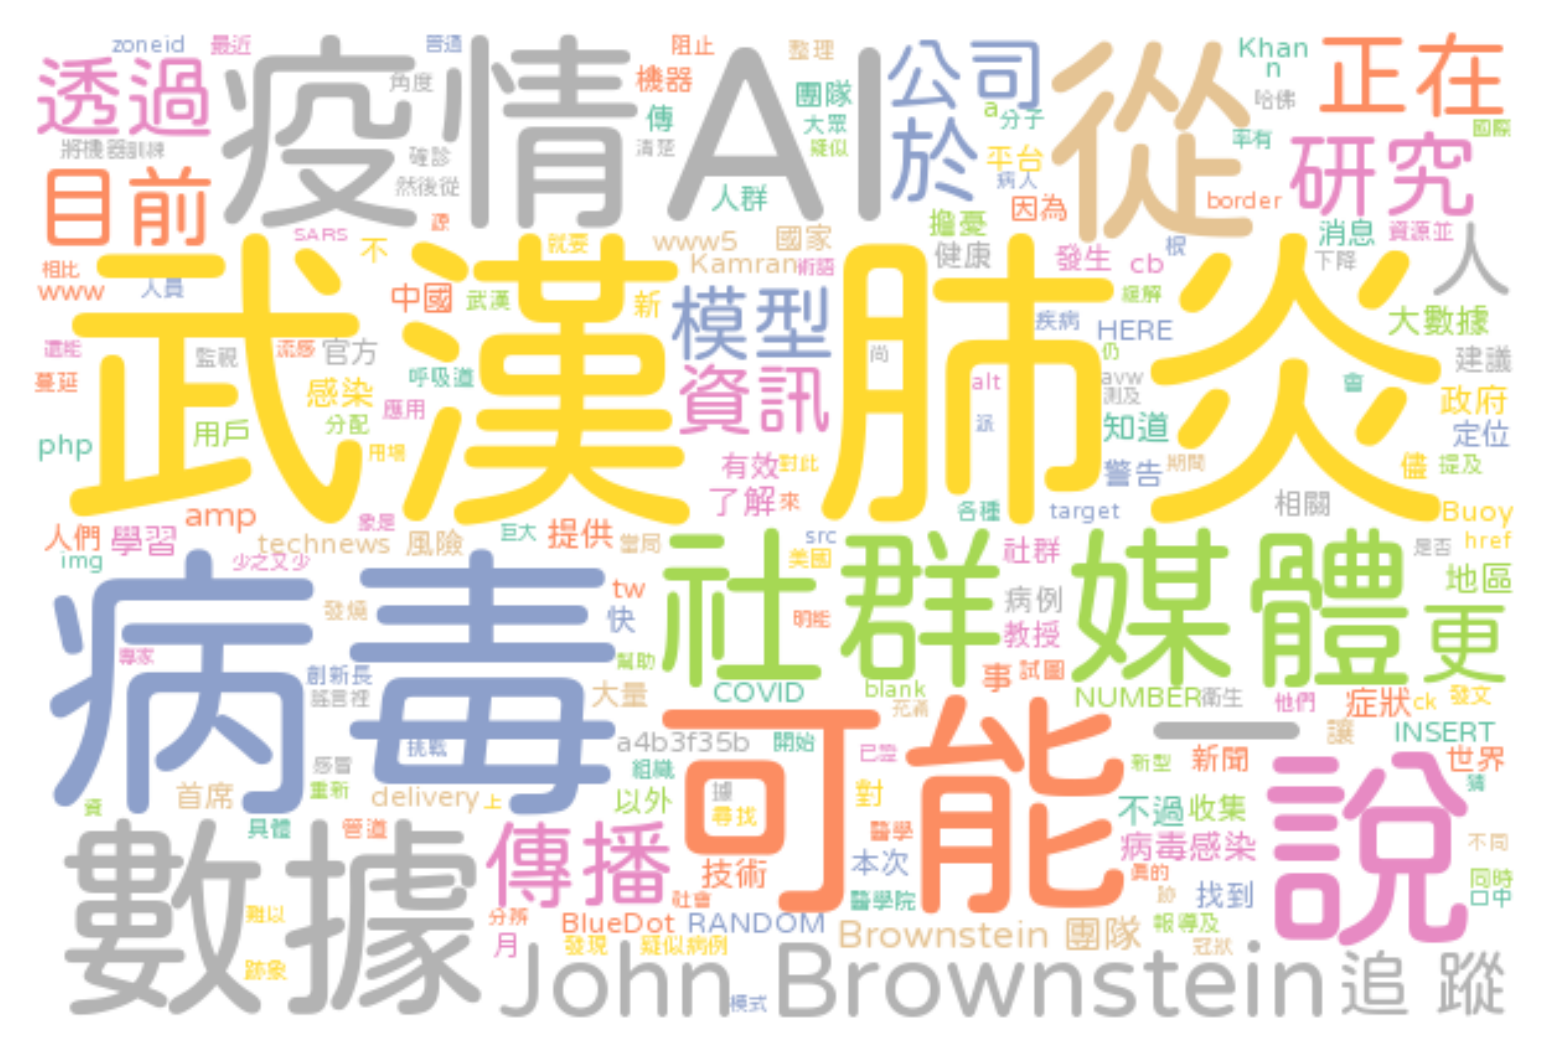 zoneid
最近
普通
透過
疫情
AI
角度
機器
阻止
整理
公司
從
Khan
n
正在
哈佛
團隊
傳
大眾
a
分子
國際
將機器
訓練
確診
清楚
疑似
於
平台
率有
研究
目前
然後從
人群
病人
因為
border
SARS
不
就要
www5
國家
擔憂
健康
消息
資源並
相比
www
人員
Kamran
術語
發生
cb
根
下降
人
中國
武漢
新
武漢肺炎
模型
緩解
疾病
HERE
大數據
還能
監視
流感
官方
尚
仍
建議
蔓延
感染
呼吸道
資訊
alt
avw
測及
會
政府
php
用戶
分配
應用
派
知道
定位
用場
有效
對此
警告
期間
儘
提及
amp
象是
了解
來
各種
target
相關
Buoy
人們
學習
technews
風險
巨大
提供
當局
src
社群
是否
href
img
少之又少
美國
社群媒體
地區
病毒
發燒
tw
快
明能
病例
教授
更
專家
創新長
幫助
事
試圖
謠言裡
大量
COVID
blank
充滿
NUMBER
衛生
他們
症狀
ck
發文
挑戰
a4b3f35b
開始
可能
一
讓
INSERT
感冒
組織
已登
新型
新聞
世界
首席
重新
delivery
上
以外
據
尋找
對
不過
收集
說
猜
資
具體
管道
醫學
病毒感染
不同
數據
傳播
技術
本次
真的
同時
社會
醫學院
跡
找到
口中
難以
分辨
BlueDot
RANDOM
Brownstein
團隊
報導及
月
發現
疑似病例
冠狀
跡象
John Brownstein
模式
追 蹤